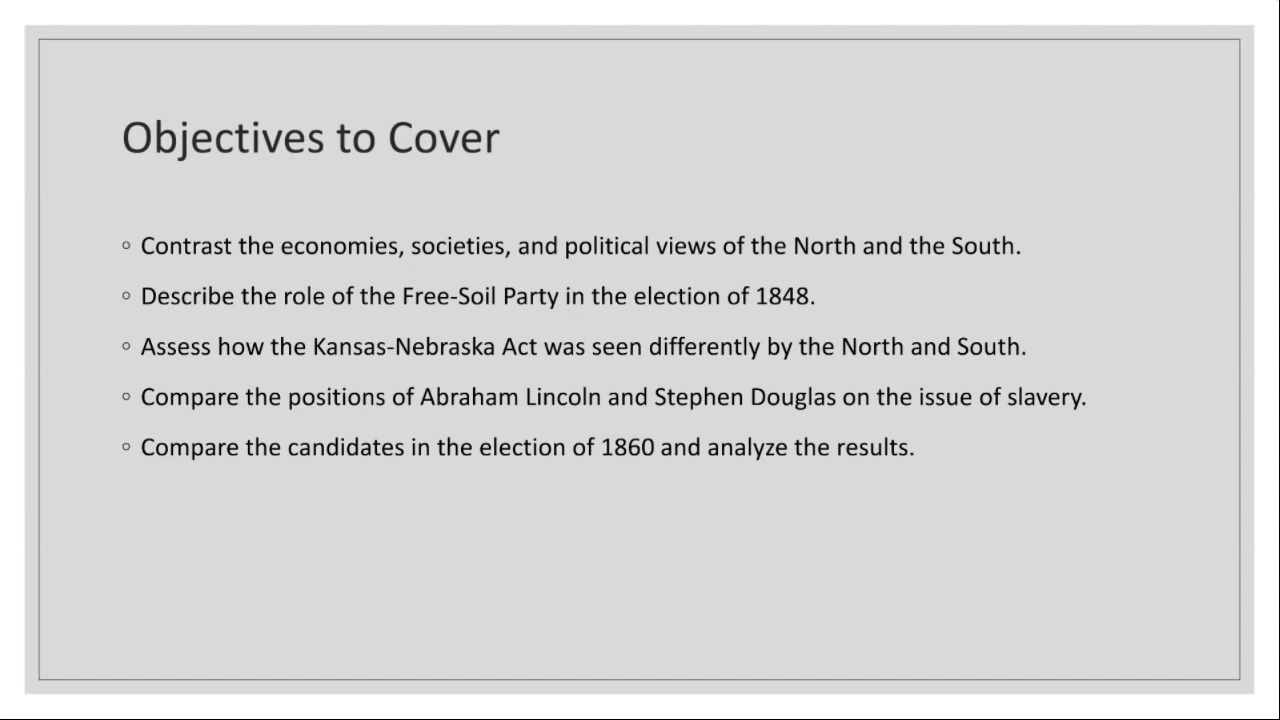 Objectives to Cover
◦ Contrast the economies, societies, and political views of the North and the South.
◦ Describe the role of the Free-Soil Party in the election of 1848.
◦ Assess how the Kansas-Nebraska Act was seen differently by the North and South.
◦ Compare the positions of Abraham Lincoln and Stephen Douglas on the issue of slavery.
◦ Compare the candidates in the election of 1860 and analyze the results.